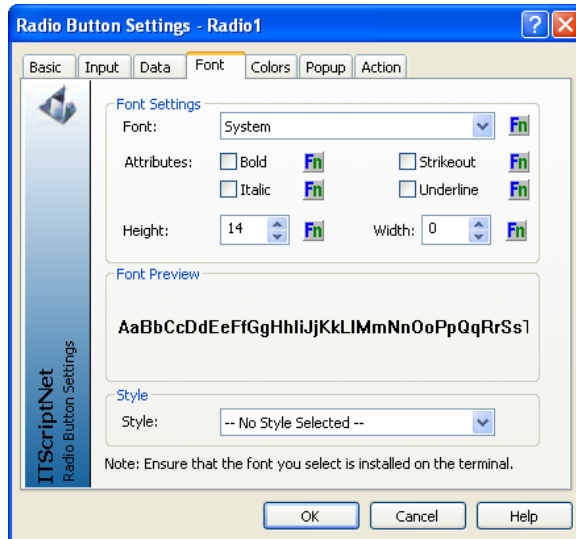 Radio Button Settings - Radio1
Basic Input Data Font Colors Popup Action
Font Settings
Font: System Fn
Attributes: Bold Fn Strikeout Fn
Italic Fn Underline Fn
Height: 14 Fn Width: 0 Fn
Font Preview
AaBbCcDdEeFfGgHhIiJjKkLlMmNnOoPpQqRrSsT
Style
Style: -- No Style Selected --
Note: Ensure that the font you select is installed on the terminal.
ITScriptNet
Radio Button Settings
OK Cancel Help